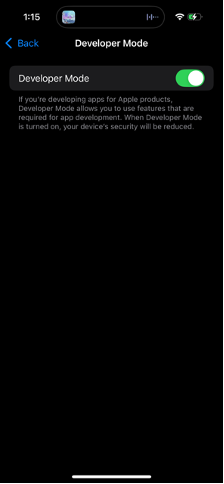 1:15
Back
Developer Mode
Developer Mode
If you're developing apps for Apple products,
Developer Mode allows you to use features that are
required for app development. When Developer Mode
is turned on, your device's security will be reduced.